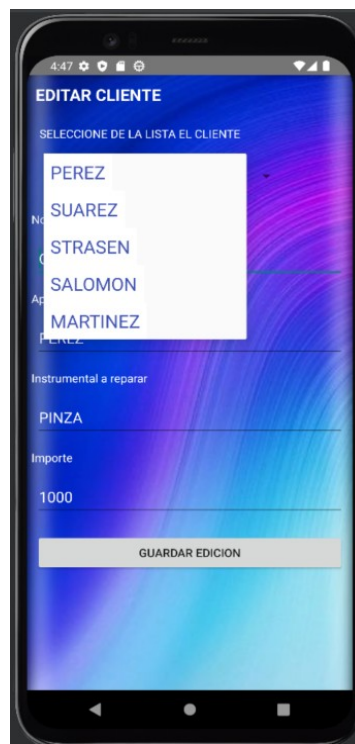 4:47
EDITAR CLIENTE
SELECCIONE DE LA LISTA EL CLIENTE
PEREZ
SUAREZ
STRASEN
SALOMON
MARTINEZ
PEREZ
Instrumental a reparar
PINZA
Importe
1000
GUARDAR EDICION